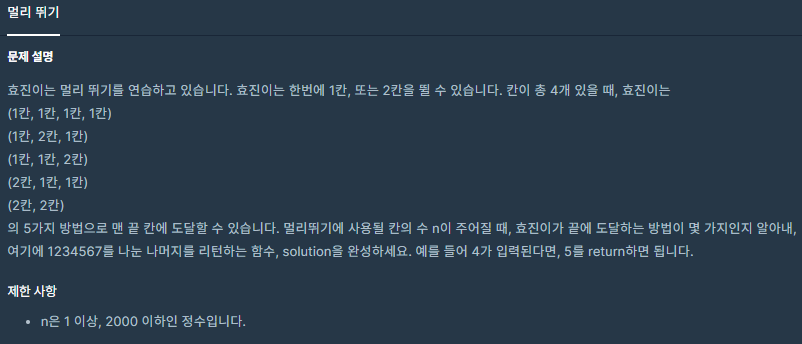 멀리 뛰기
문제 설명
효진이는 멀리 뛰기를 연습하고 있습니다. 효진이는 한번에 1칸, 또는 2칸을 뛸 수 있습니다. 칸이 총 4개 있을 때, 효진이는
(1칸, 1칸, 1칸, 1칸)
(1칸, 2칸, 1칸)
(1칸, 1칸, 2칸)
(2칸, 1칸, 1칸)
(2칸, 2칸)
의 5가지 방법으로 맨 끝 칸에 도달할 수 있습니다. 멀리뛰기에 사용될 칸의 수 n이 주어질 때, 효진이가 끝에 도달하는 방법이 몇 가지인지 알아내,
여기에 1234567를 나눈 나머지를 리턴하는 함수, solution을 완성하세요. 예를 들어 4가 입력된다면, 5를 return하면 됩니다.
제한 사항
• n은 1 이상, 2000 이하인 정수입니다.